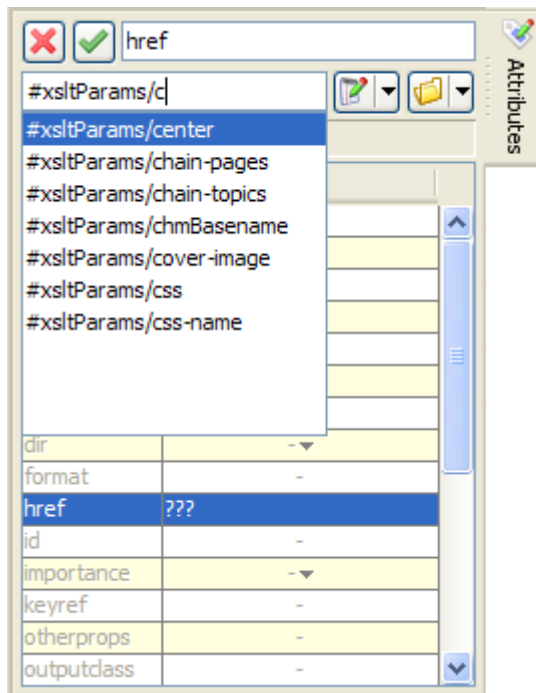 href
Attributes
#xsltParams/c
#xsltParams/center
#xsltParams/chain-pages
#xsltParams/chain-topics
#xsltParams/chmBasename
#xsltParams/cover-image
#xsltParams/css
#xsltParams/css-name
dir -
format -
href ???
id -
importance -
keyref -
otherprops -
outputclass -